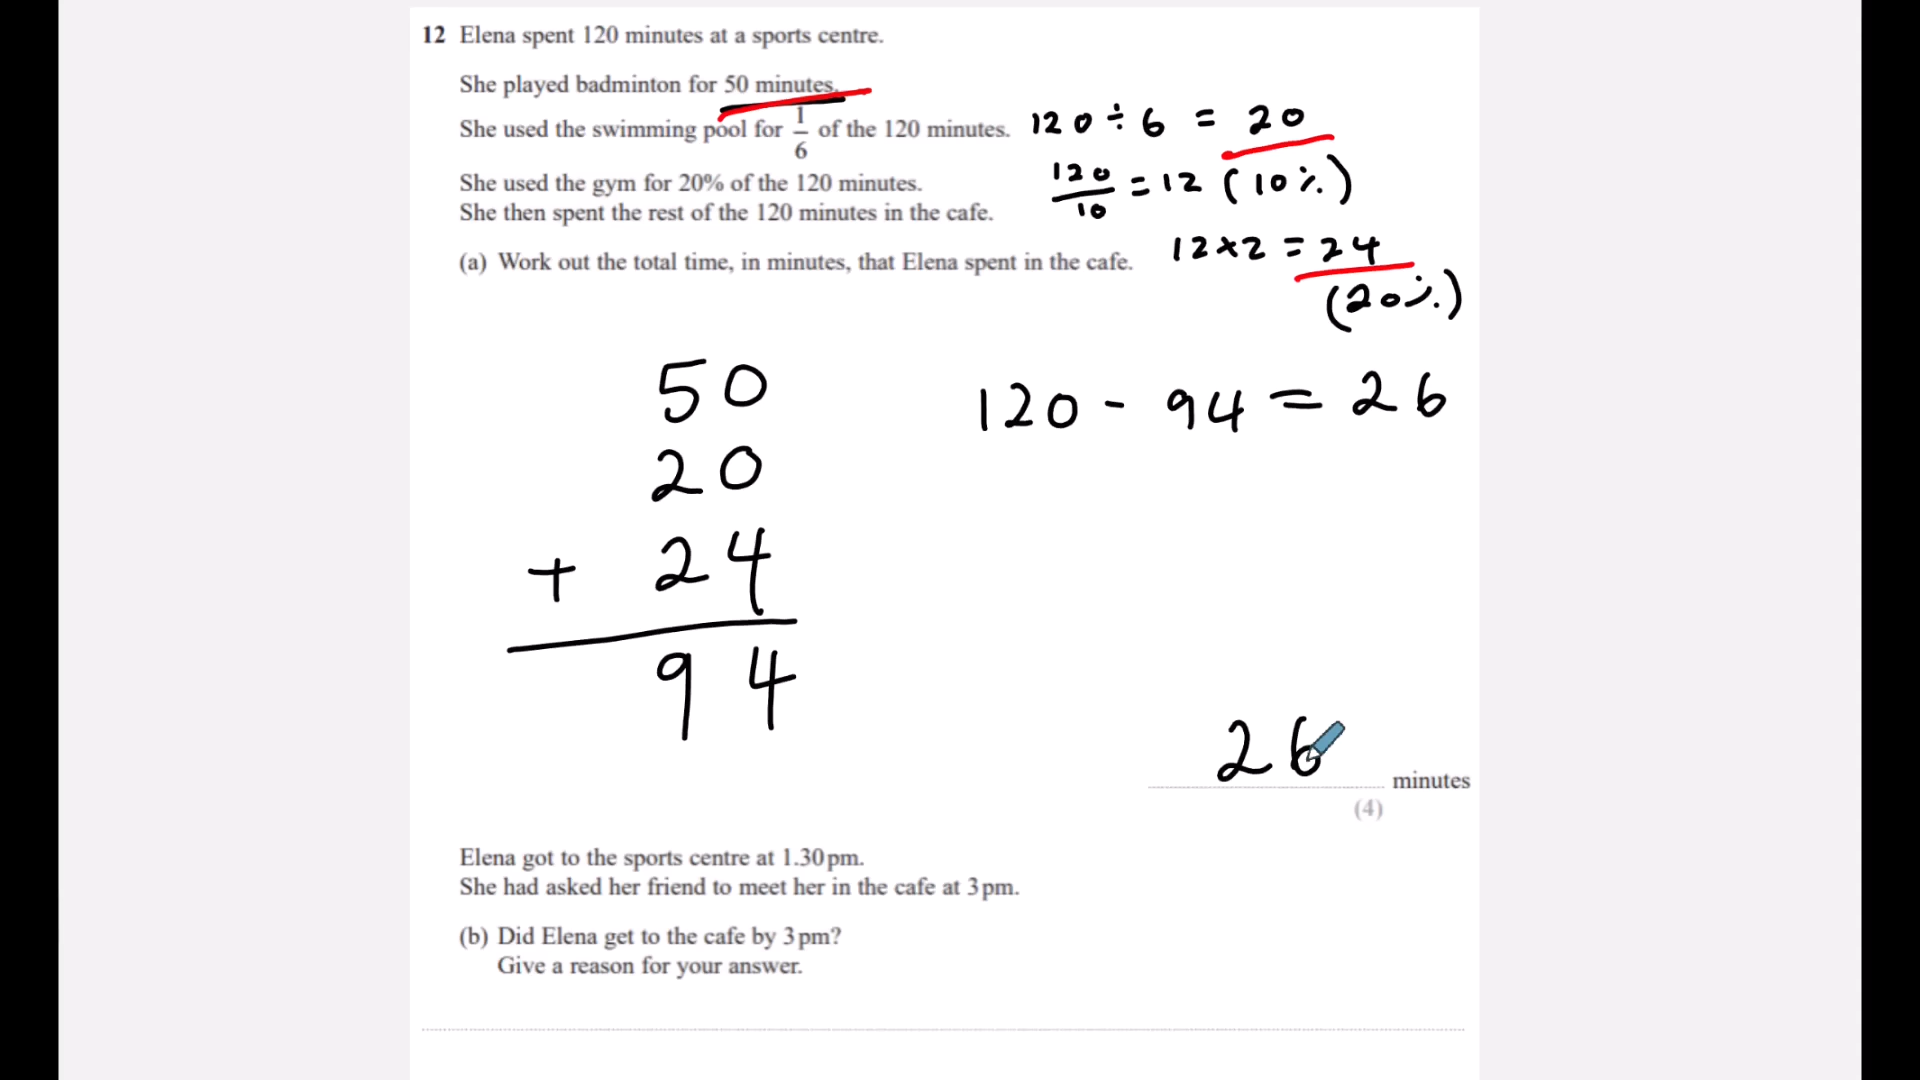 12 Elena spent 120 minutes at a sports centre.
She played badminton for 50 minutes.
She used the swimming pool for 1/6 of the 120 minutes. 120 ÷ 6 = 20
120/10 = 12 (10%)
She used the gym for 20% of the 120 minutes.
She then spent the rest of the 120 minutes in the cafe.
(a) Work out the total time, in minutes, that Elena spent in the cafe. 12 × 2 = 24
(20%)
50
20
+ 24
94
120 - 94 = 26
26 minutes
(4)
Elena got to the sports centre at 1.30 pm.
She had asked her friend to meet her in the cafe at 3 pm.
(b) Did Elena get to the cafe by 3 pm?
Give a reason for your answer.